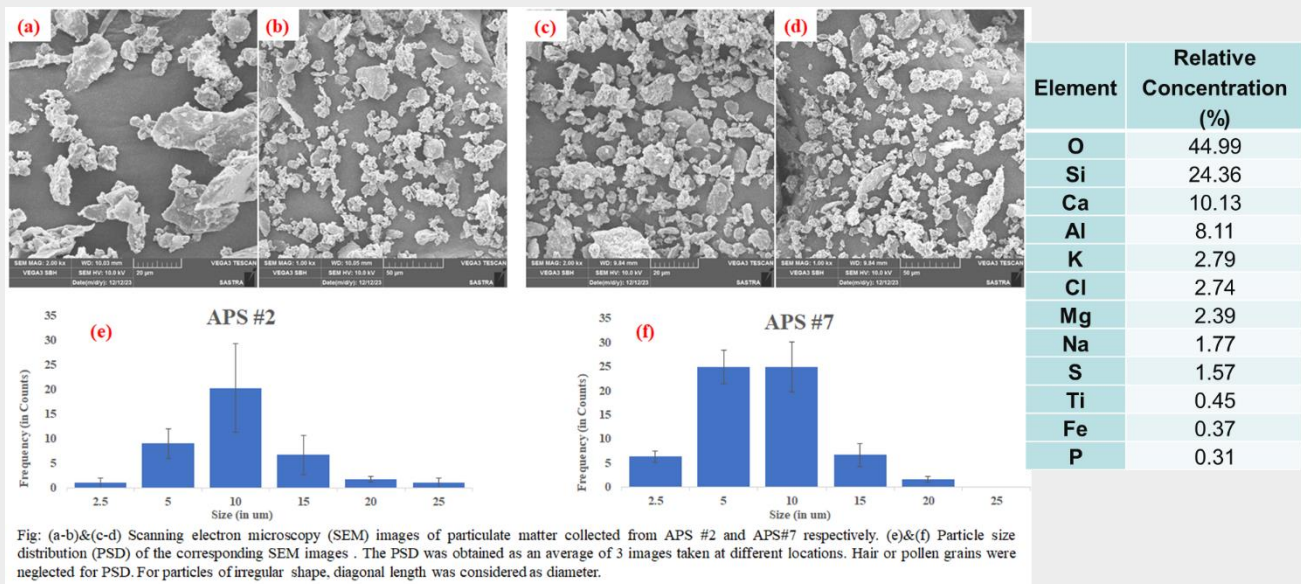 (a)
(b)
(c)
(d)
SEM MAG: 2.00 kx WD: 10.03 mm VEGA3 TESCAN
VEGA3 SBH SEM HV: 10.0 kV 20 µm
Date(m/d/y): 12/12/23 SASTRA
SEM MAG: 1.00 kx WD: 10.05 mm VEGA3 TESCAN
VEGA3 SBH SEM HV: 10.0 kV 50 µm
Date(m/d/y): 12/12/23 SASTRA
SEM MAG: 2.00 kx WD: 9.84 mm VEGA3 TESCAN
VEGA3 SBH SEM HV: 10.0 kV 20 µm
Date(m/d/y): 12/12/23 SASTRA
SEM MAG: 1.00 kx WD: 9.84 mm VEGA3 TESCAN
VEGA3 SBH SEM HV: 10.0 kV 50 µm
Date(m/d/y): 12/12/23 SASTRA
APS #2
(e)
Frequency (in Counts)
35
30
25
20
15
10
5
0
2.5 5 10 15 20 25
Size (in um)
APS #7
(f)
Frequency (in Counts)
35
30
25
20
15
10
5
0
2.5 5 10 15 20 25
Size (in um)
Fig: (a-b)&(c-d) Scanning electron microscopy (SEM) images of particulate matter collected from APS #2 and APS#7 respectively. (e)&(f) Particle size
distribution (PSD) of the corresponding SEM images . The PSD was obtained as an average of 3 images taken at different locations. Hair or pollen grains were
neglected for PSD. For particles of irregular shape, diagonal length was considered as diameter.
Element Relative Concentration (%)
O 44.99
Si 24.36
Ca 10.13
Al 8.11
K 2.79
Cl 2.74
Mg 2.39
Na 1.77
S 1.57
Ti 0.45
Fe 0.37
P 0.31